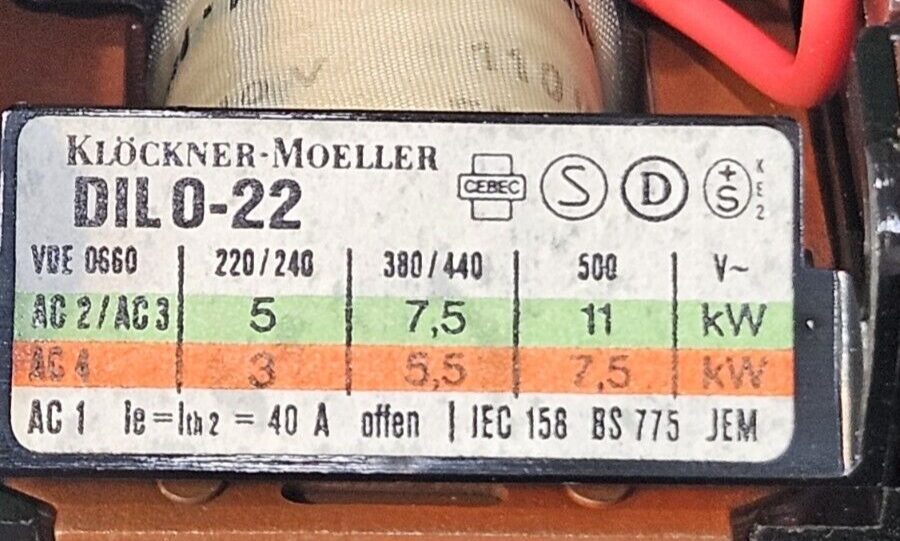 110
KLÖCKNER-MOELLER
DIL 0-22
CEBEC S D +S KE2
VDE 0660 220/240 380/440 500 V~
AC 2/AC 3 5 7,5 11 kW
AC 4 3 5,5 7,5 kW
AC 1 Ie=Ith2 = 40 A offen | IEC 158 BS 775 JEM